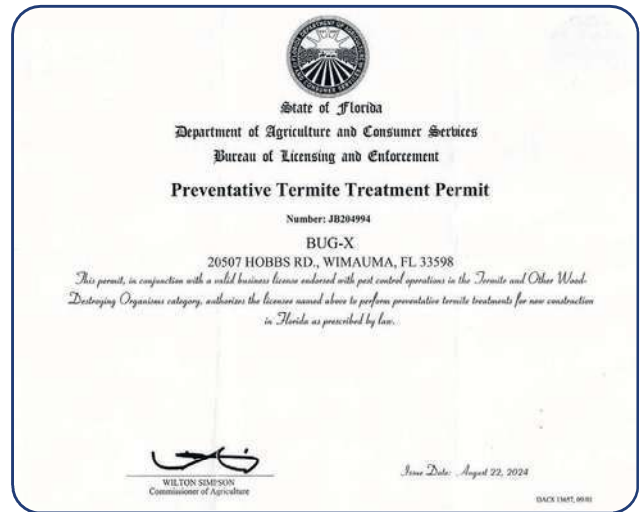 State of Florida
Department of Agriculture and Consumer Services
Bureau of Licensing and Enforcement
Preventative Termite Treatment Permit
Number: JB204994
BUG-X
20507 HOBBS RD., WIMAUMA, FL 33598
This permit, in conjunction with a valid business license endorsed with pest control operations in the Termite and Other Wood-
Destroying Organisms category, authorizes the licensee named above to perform preventative termite treatments for new construction
in Florida as prescribed by law.
Issue Date: August 22, 2024
WILTON SIMPSON
Commissioner of Agriculture